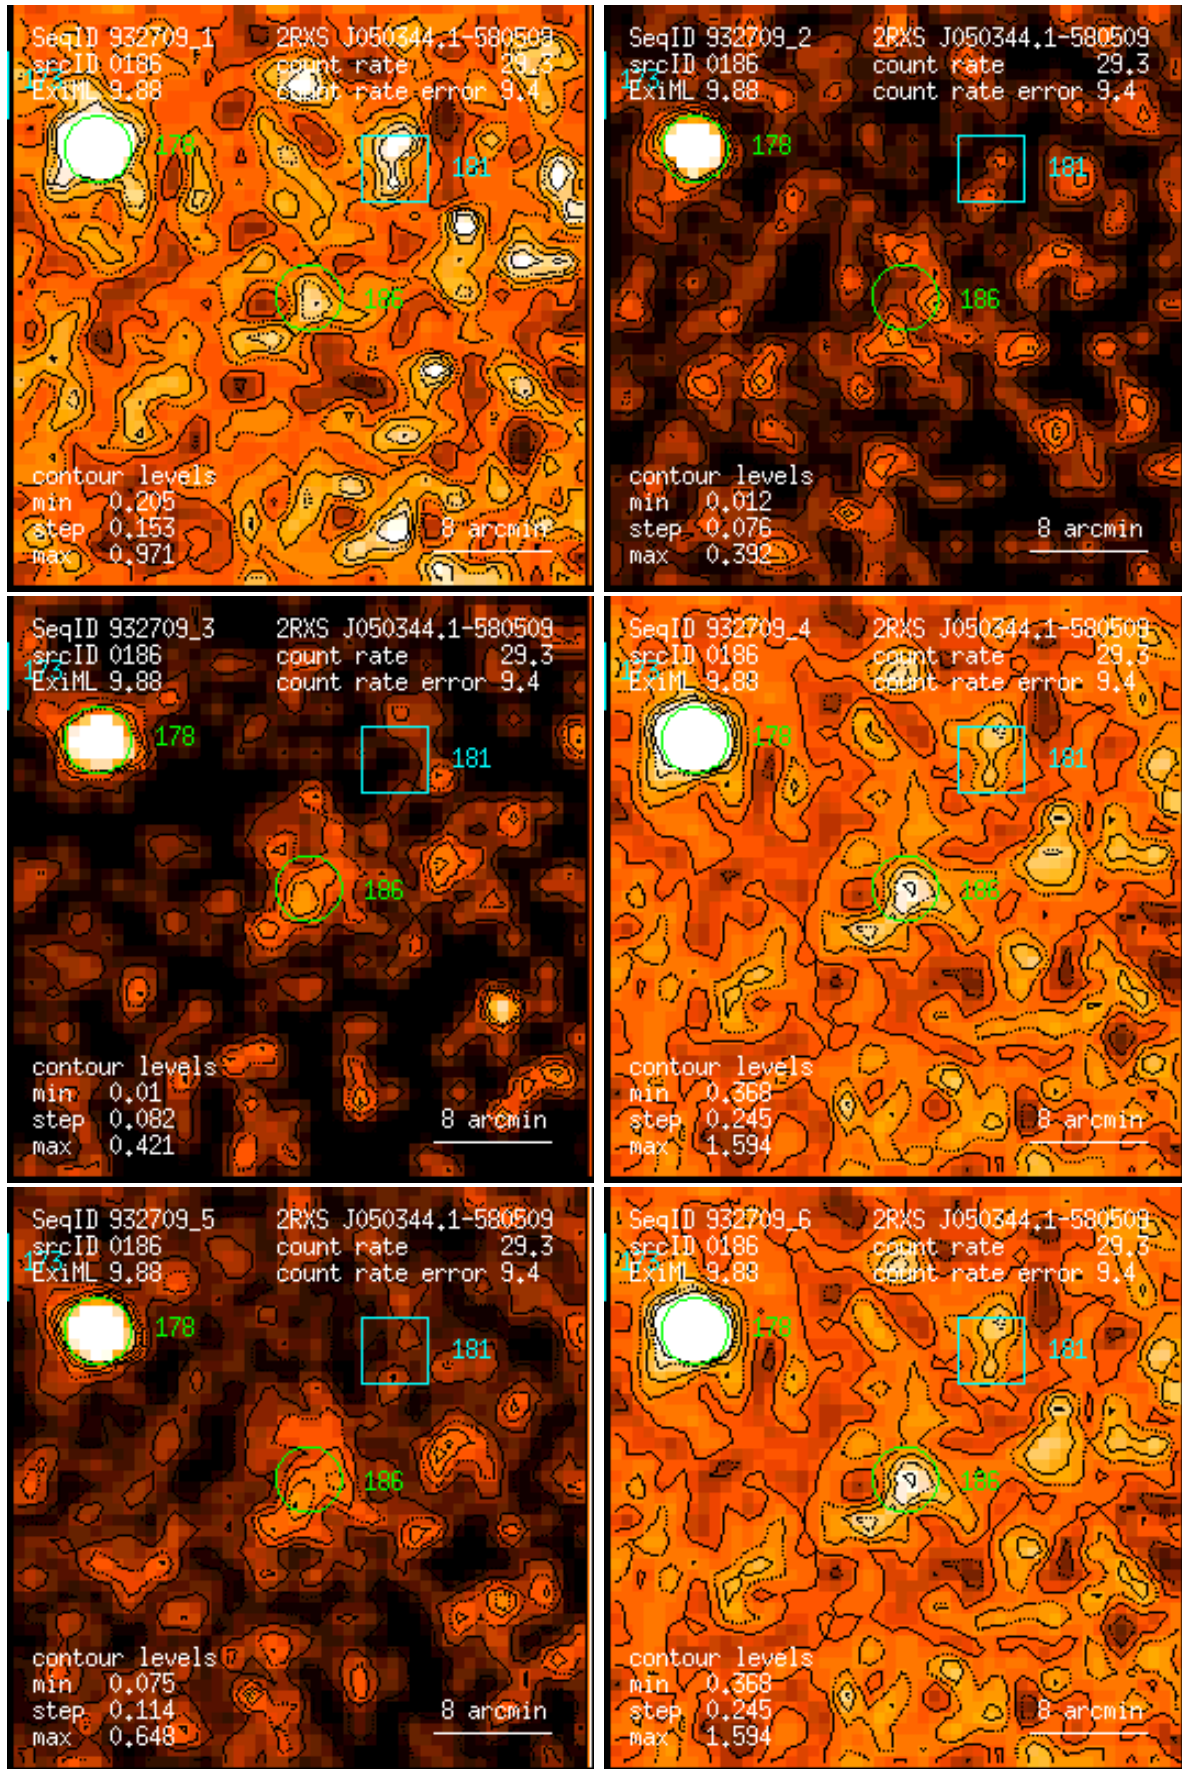 SeqID 932709_1 2RXS J050344.1-580509
srcID 0186 count rate 29.3
173
ExiML 9.88 count rate error 9.4
178
181
186
contour levels
min 0.205
step 0.153 8 arcmin
max 0.971
SeqID 932709_2 2RXS J050344.1-580509
srcID 0186 count rate 29.3
173
ExiML 9.88 count rate error 9.4
178
181
186
contour levels
min 0.012
step 0.076 8 arcmin
max 0.392
SeqID 932709_3 2RXS J050344.1-580509
srcID 0186 count rate 29.3
173
ExiML 9.88 count rate error 9.4
178
181
186
contour levels
min 0.01
step 0.082 8 arcmin
max 0.421
SeqID 932709_4 2RXS J050344.1-580509
srcID 0186 count rate 29.3
173
ExiML 9.88 count rate error 9.4
178
181
186
contour levels
min 0.368
step 0.245 8 arcmin
max 1.594
SeqID 932709_5 2RXS J050344.1-580509
srcID 0186 count rate 29.3
173
ExiML 9.88 count rate error 9.4
178
181
186
contour levels
min 0.075
step 0.114 8 arcmin
max 0.648
SeqID 932709_6 2RXS J050344.1-580509
srcID 0186 count rate 29.3
173
ExiML 9.88 count rate error 9.4
178
181
186
contour levels
min 0.368
step 0.245 8 arcmin
max 1.594